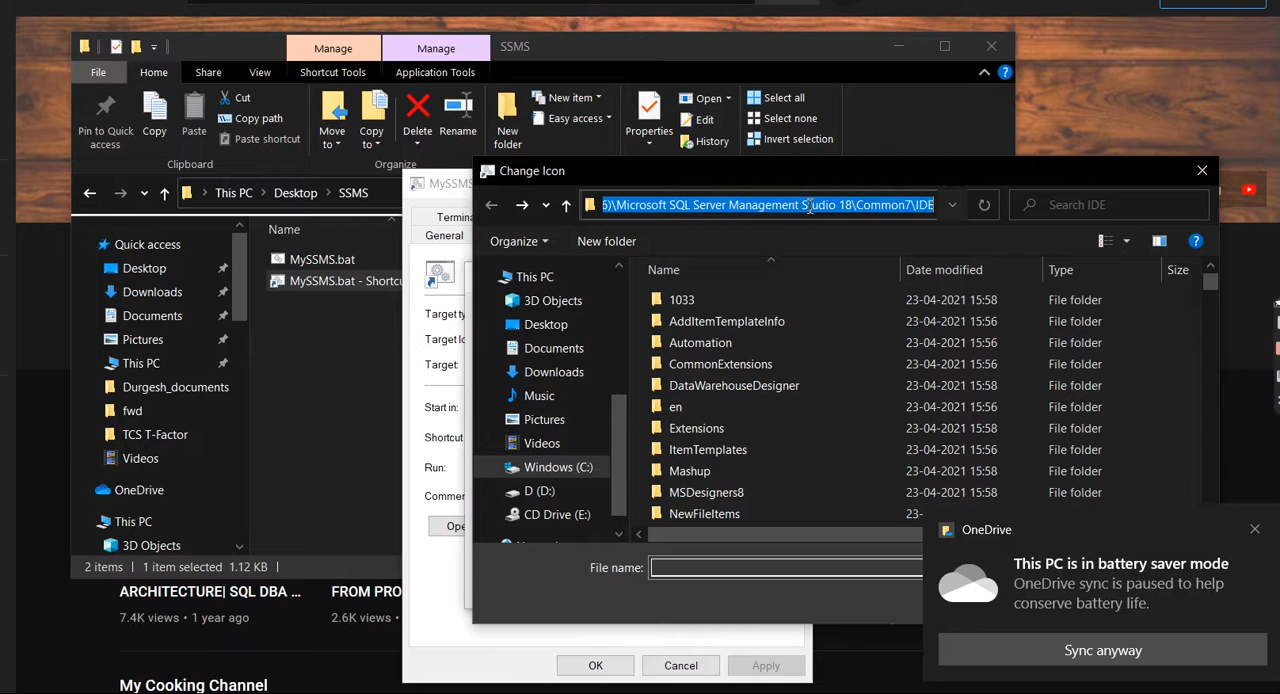 Manage
Manage
SSMS
File
Home
Share
View
Shortcut Tools
Application Tools
Pin to Quick access
Copy
Paste
Cut
Copy path
Paste shortcut
Clipboard
Move to
Copy to
Delete
Rename
Organize
New folder
New item
Easy access
Properties
Open
Edit
History
Select all
Select none
Invert selection
This PC > Desktop > SSMS
Quick access
Desktop
Downloads
Documents
Pictures
This PC
Durgesh_documents
fwd
TCS T-Factor
Videos
OneDrive
This PC
3D Objects
Name
MySSMS.bat
MySSMS.bat - Shortcu
2 items
1 item selected 1.12 KB
MySSMS
Termina
General
Target ty
Target lo
Target:
Start in:
Shortcut
Run:
Comme
Ope
OK
Cancel
Apply
Change Icon
6)\Microsoft SQL Server Management Studio 18\Common7\IDE
Search IDE
Organize
New folder
This PC
3D Objects
Desktop
Documents
Downloads
Music
Pictures
Videos
Windows (C:)
D (D:)
CD Drive (E:)
Name Date modified Type Size
1033 23-04-2021 15:58 File folder
AddItemTemplateInfo 23-04-2021 15:56 File folder
Automation 23-04-2021 15:56 File folder
CommonExtensions 23-04-2021 15:56 File folder
DataWarehouseDesigner 23-04-2021 15:58 File folder
en 23-04-2021 15:56 File folder
Extensions 23-04-2021 15:58 File folder
ItemTemplates 23-04-2021 15:56 File folder
Mashup 23-04-2021 15:58 File folder
MSDesigners8 23-04-2021 15:58 File folder
NewFileItems 23-
File name:
OneDrive
This PC is in battery saver mode
OneDrive sync is paused to help
conserve battery life.
Sync anyway
ARCHITECTURE| SQL DBA ...
7.4K views • 1 year ago
FROM PRO
2.6K views •
My Cooking Channel